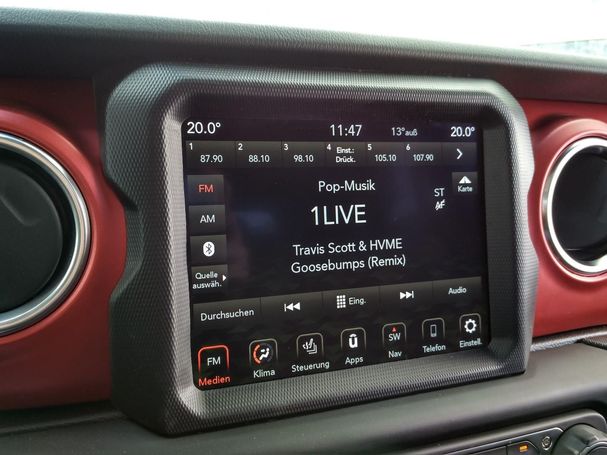 20.0° 11:47 13°auß 20.0°
1 2 3 4 5 6
87.90 88.10 98.10 Einst.: Drück. 105.10 107.90 >
FM
Pop-Musik
ST
AF
Karte
AM
1LIVE
Travis Scott & HVME
Goosebumps (Remix)
Quelle
auswäh.
Durchsuchen Eing. Audio
FM SW
Medien Klima Steuerung Apps Nav Telefon Einstell.